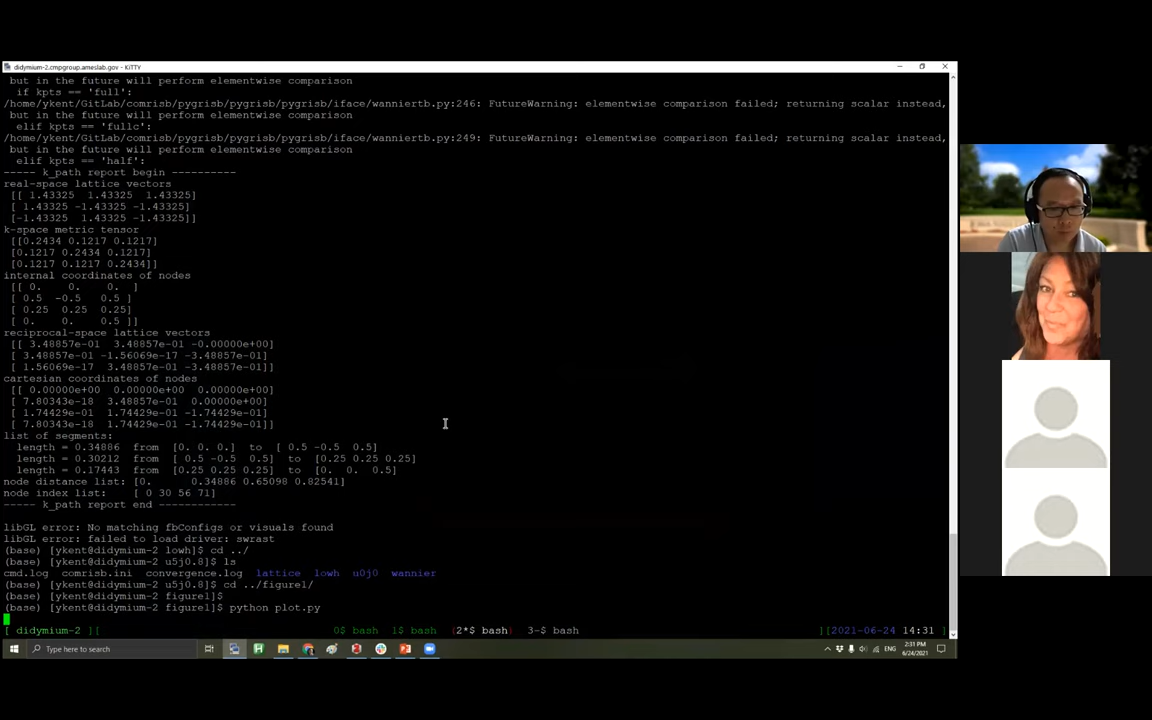 didymium-2.cmpgroup.ameslab.gov - KiTTY
but in the future will perform elementwise comparison
if kpts == 'full':
/home/ykent/GitLab/comrisb/pygrisb/pygrisb/iface/wanniertb.py:246: FutureWarning: elementwise comparison failed; returning scalar instead,
but in the future will perform elementwise comparison
elif kpts == 'fullc':
/home/ykent/GitLab/comrisb/pygrisb/pygrisb/iface/wanniertb.py:249: FutureWarning: elementwise comparison failed; returning scalar instead,
but in the future will perform elementwise comparison
elif kpts == 'half':
----- k_path report begin ----------
real-space lattice vectors
[[ 1.43325 1.43325 1.43325]
[ 1.43325 -1.43325 -1.43325]
[-1.43325 1.43325 -1.43325]]
k-space metric tensor
[[0.2434 0.1217 0.1217]
[0.1217 0.2434 0.1217]
[0.1217 0.1217 0.2434]]
internal coordinates of nodes
[[ 0. 0. 0. ]
[ 0.5 -0.5 0.5 ]
[ 0.25 0.25 0.25]
[ 0. 0. 0.5 ]]
reciprocal-space lattice vectors
[[ 3.48857e-01 3.48857e-01 -0.00000e+00]
[ 3.48857e-01 -1.56069e-17 -3.48857e-01]
[ 1.56069e-17 3.48857e-01 -3.48857e-01]]
cartesian coordinates of nodes
[[ 0.00000e+00 0.00000e+00 0.00000e+00]
[ 7.80343e-18 3.48857e-01 0.00000e+00]
[ 1.74429e-01 1.74429e-01 -1.74429e-01]
[ 7.80343e-18 1.74429e-01 -1.74429e-01]]
list of segments:
length = 0.34886 from [0. 0. 0.] to [ 0.5 -0.5 0.5]
length = 0.30212 from [ 0.5 -0.5 0.5] to [0.25 0.25 0.25]
length = 0.17443 from [0.25 0.25 0.25] to [0. 0. 0.5]
node distance list: [0. 0.34886 0.65098 0.82541]
node index list: [ 0 30 56 71]
----- k_path report end ------------
libGL error: No matching fbConfigs or visuals found
libGL error: failed to load driver: swrast
(base) [ykent@didymium-2 lowh]$ cd ../
(base) [ykent@didymium-2 u5j0.8]$ ls
cmd.log comrisb.ini convergence.log lattice lowh u0j0 wannier
(base) [ykent@didymium-2 u5j0.8]$ cd ../figure1/
(base) [ykent@didymium-2 figure1]$
(base) [ykent@didymium-2 figure1]$ python plot.py
[ didymium-2 ][ 0$ bash 1$ bash (2*$ bash) 3-$ bash ][2021-06-24 14:31 ]
Type here to search
ENG
2:31 PM
6/24/2021